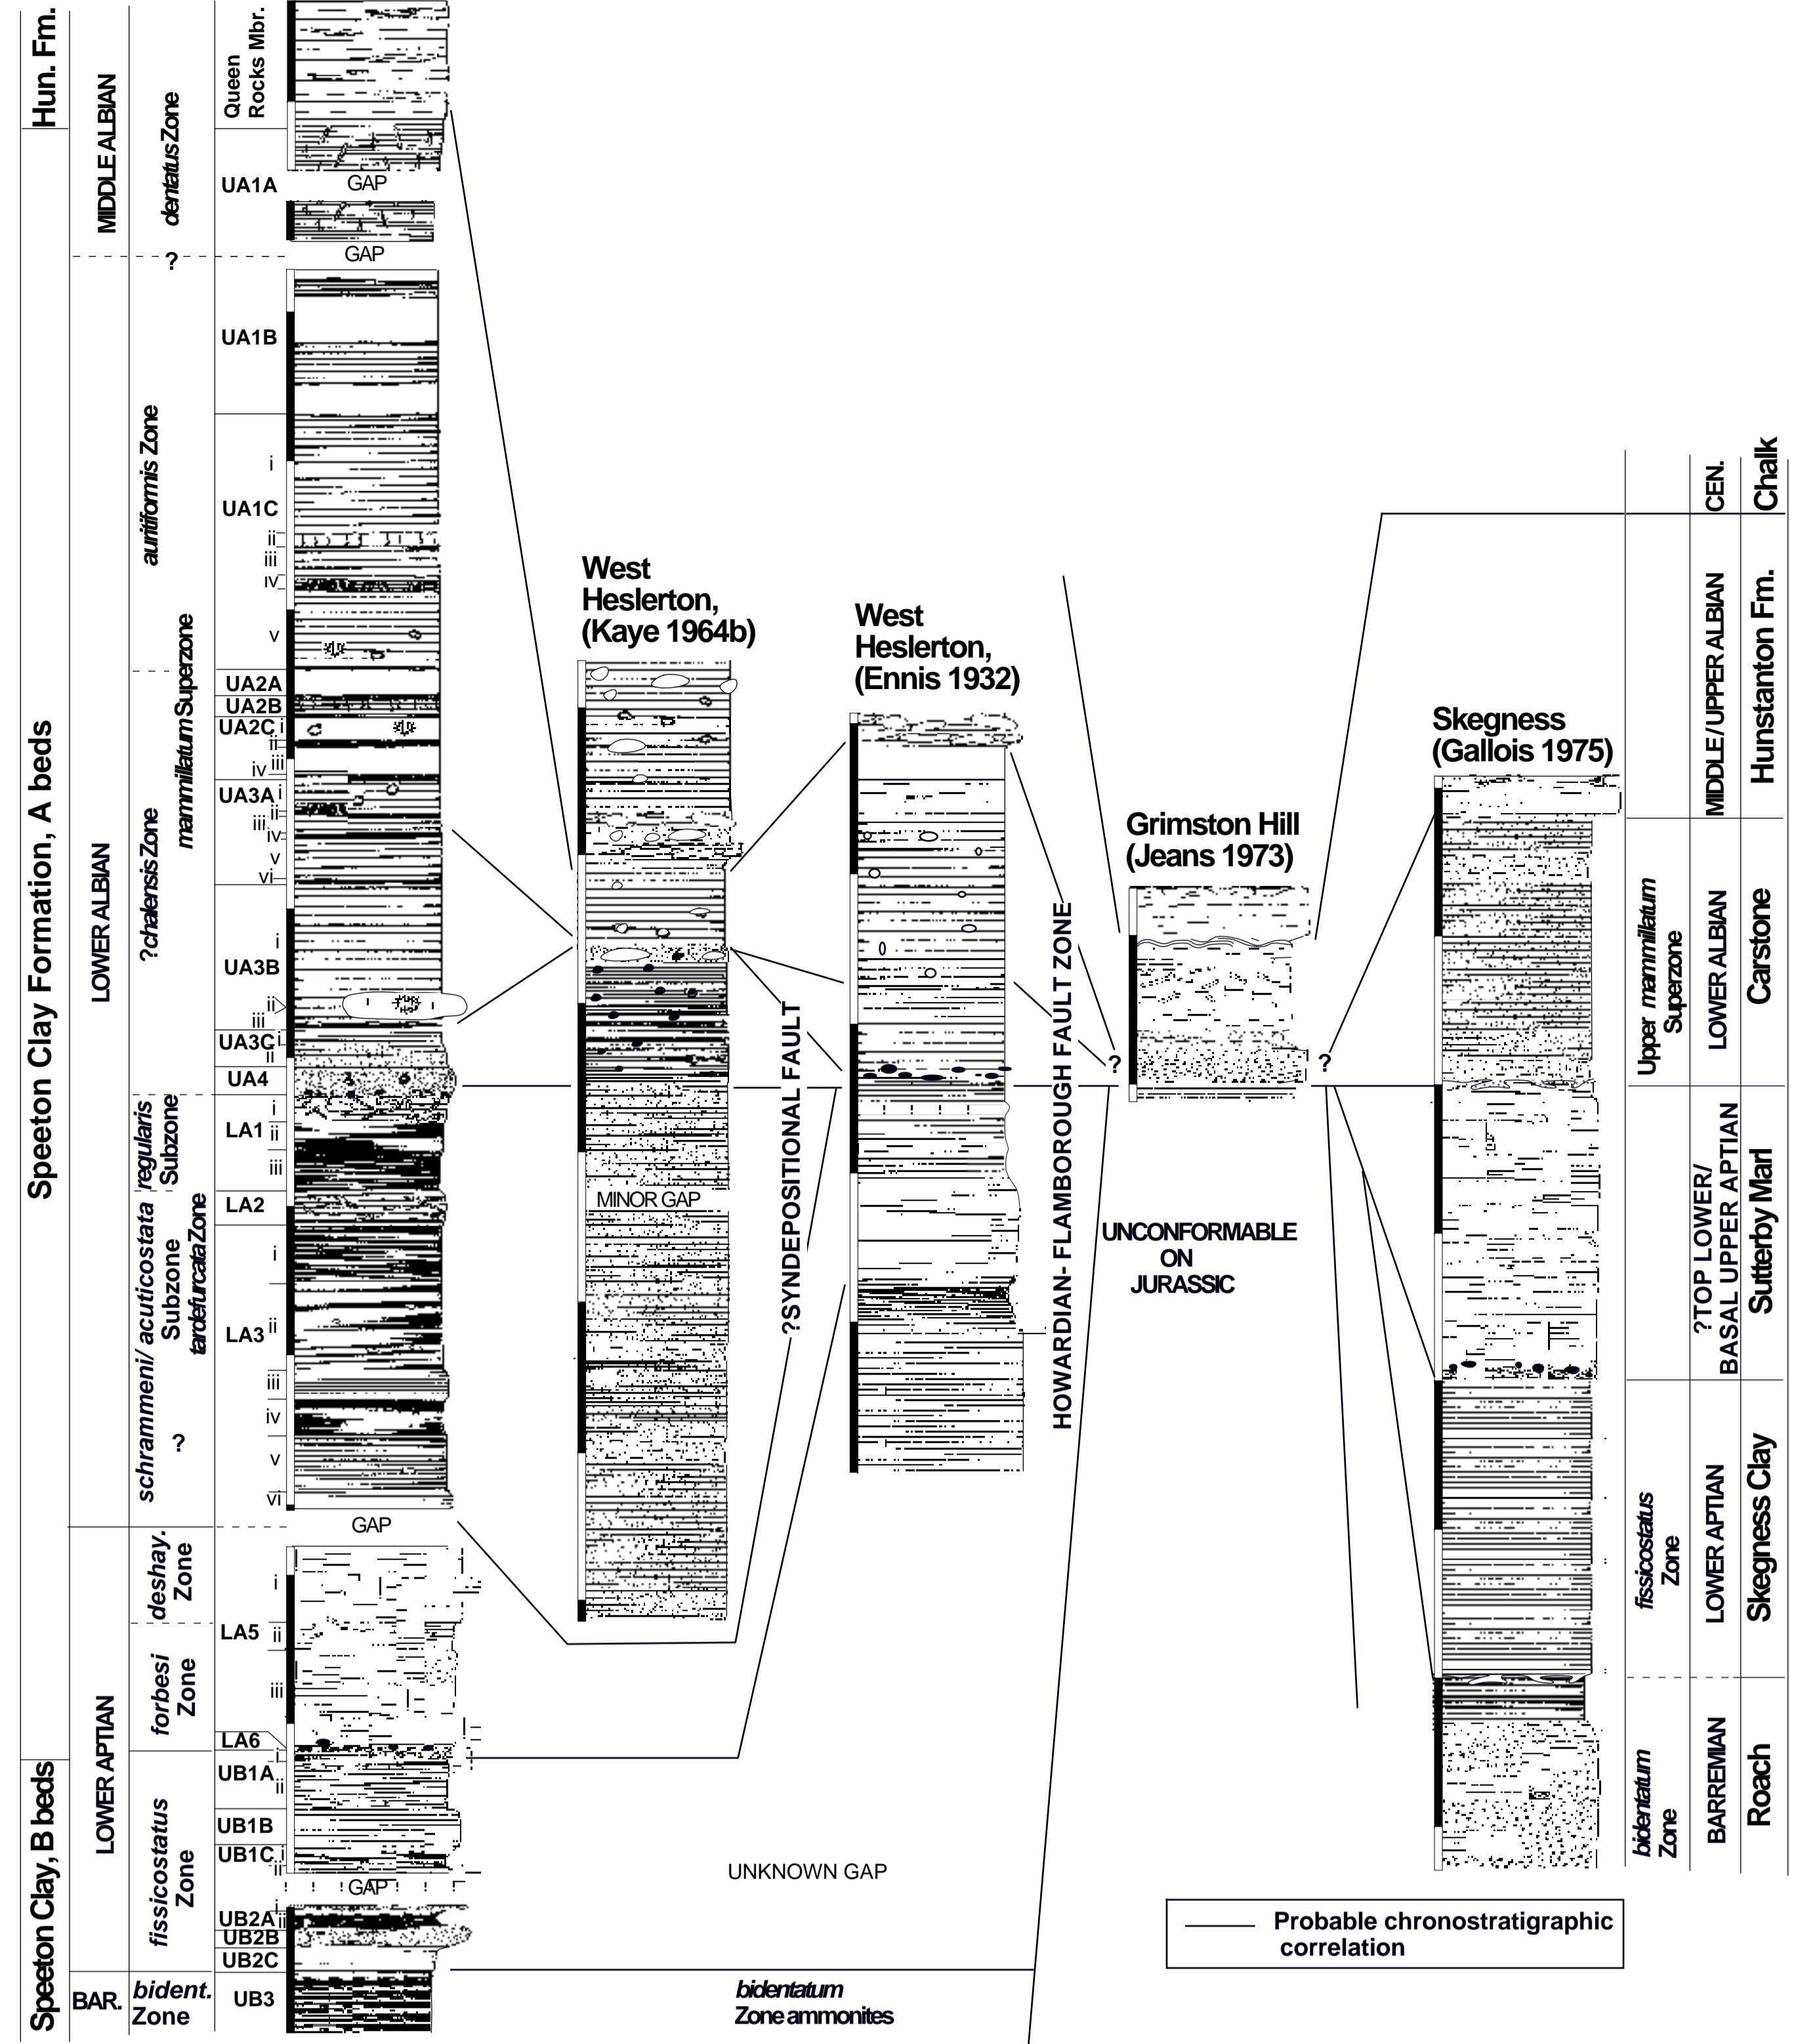 Hun. Fm.
Speeton Clay Formation, A beds
Speeton Clay, B beds
MIDDLE ALBIAN
LOWER ALBIAN
LOWER APTIAN
BAR.
dentatus Zone
?
auritiformis Zone
mammillatum Superzone
?chalensis Zone
regularis
Subzone
schrammeni/ acuticostata
Subzone
tardefurcata Zone
?
deshay.
Zone
forbesi
Zone
fissicostatus
Zone
bident.
Zone
Queen
Rocks Mbr.
UA1A
UA1B
i
UA1C
ii
iii
iv
v
UA2A
UA2B
UA2C i
ii
iii
iv
UA3A i
ii
iii
iv
v
vi
i
UA3B
ii
iii
UA3C i
ii
UA4
i
LA1 ii
iii
LA2
i
LA3 ii
iii
iv
v
vi
i
LA5 ii
iii
LA6
i
UB1A
ii
UB1B
UB1C i
ii
i
UB2A ii
UB2B
UB2C
UB3
GAP
GAP
GAP
GAP
West
Heslerton,
(Kaye 1964b)
MINOR GAP
?SYNDEPOSITIONAL FAULT
West
Heslerton,
(Ennis 1932)
HOWARDIAN- FLAMBOROUGH FAULT ZONE
?
Grimston Hill
(Jeans 1973)
?
UNCONFORMABLE
ON
JURASSIC
Skegness
(Gallois 1975)
UNKNOWN GAP
bidentatum
Zone ammonites
Upper mammillatum
Superzone
fissicostatus
Zone
bidentatum
Zone
CEN.
MIDDLE/ UPPER ALBIAN
LOWER ALBIAN
?TOP LOWER/
BASAL UPPER APTIAN
LOWER APTIAN
BARREMIAN
Chalk
Hunstanton Fm.
Carstone
Sutterby Marl
Skegness Clay
Roach
Probable chronostratigraphic
correlation